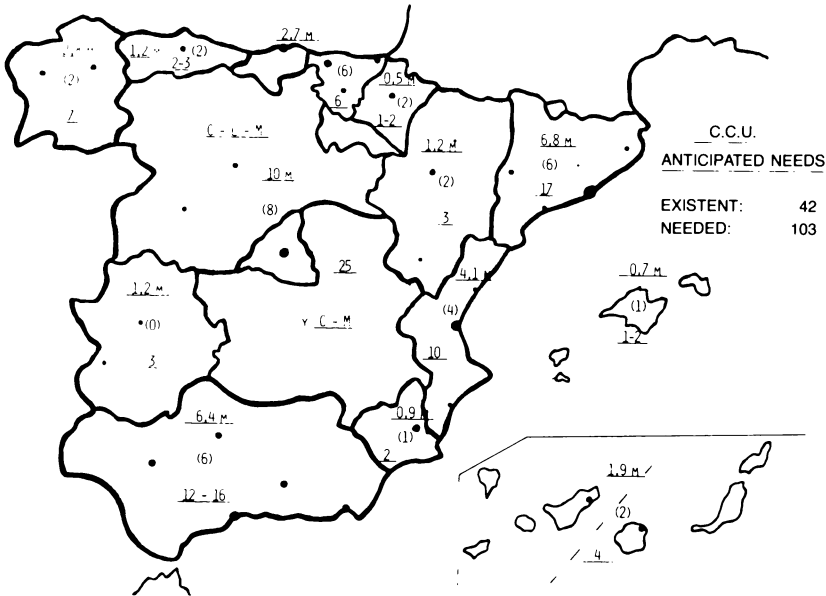 2,7 M
1,2 M
(2)
2-3
(2)
7
(6)
6
0,5 M
(2)
1-2
C - L - M
10 M
(8)
1,2 M
(2)
3
6,8 M
(6)
17
C.C.U.
ANTICIPATED NEEDS
EXISTENT: 42
NEEDED: 103
25
Y C - M
4,1 M
(4)
10
0,7 M
(1)
1-2
1,2 M
(0)
3
6,4 M
(6)
12 - 16
0,9 M
(1)
2
1,9 M
(2)
4